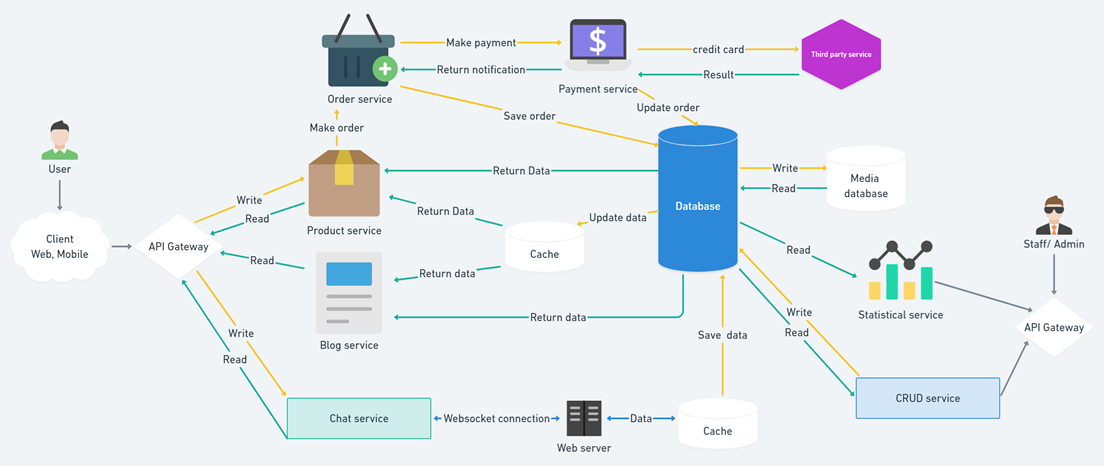 Make payment
credit card
Third party service
Return notification
Result
Payment service
Order service
Update order
Save order
Make order
User
Return Data
Write
Read
Media
database
Write
Read
Return Data
Update data
Database
Client
Web, Mobile
API Gateway
Product service
Cache
Staff/ Admin
Read
Read
Return data
Statistical service
Return data
Write
Read
API Gateway
Blog service
Write
Read
Save data
CRUD service
Chat service
Websocket connection
Data
Cache
Web server
$